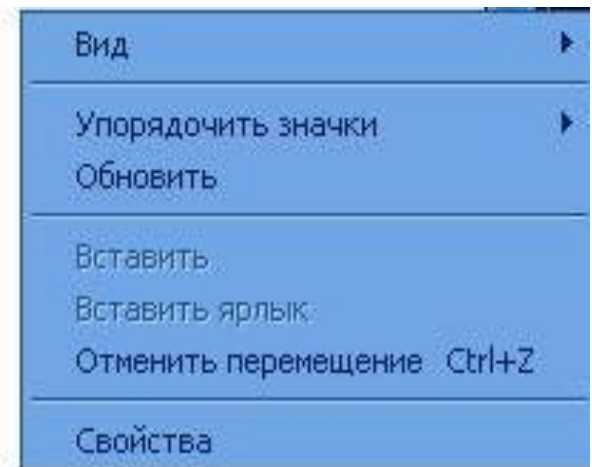 Вид
Упорядочить значки
Обновить
Вставить
Вставить ярлык
Отменить перемещение Ctrl+Z
Свойства